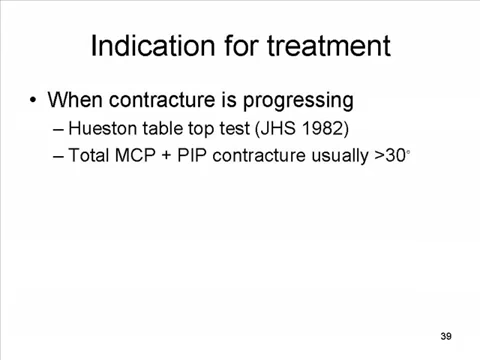 Indication for treatment
• When contracture is progressing
– Hueston table top test (JHS 1982)
– Total MCP + PIP contracture usually >30°
39